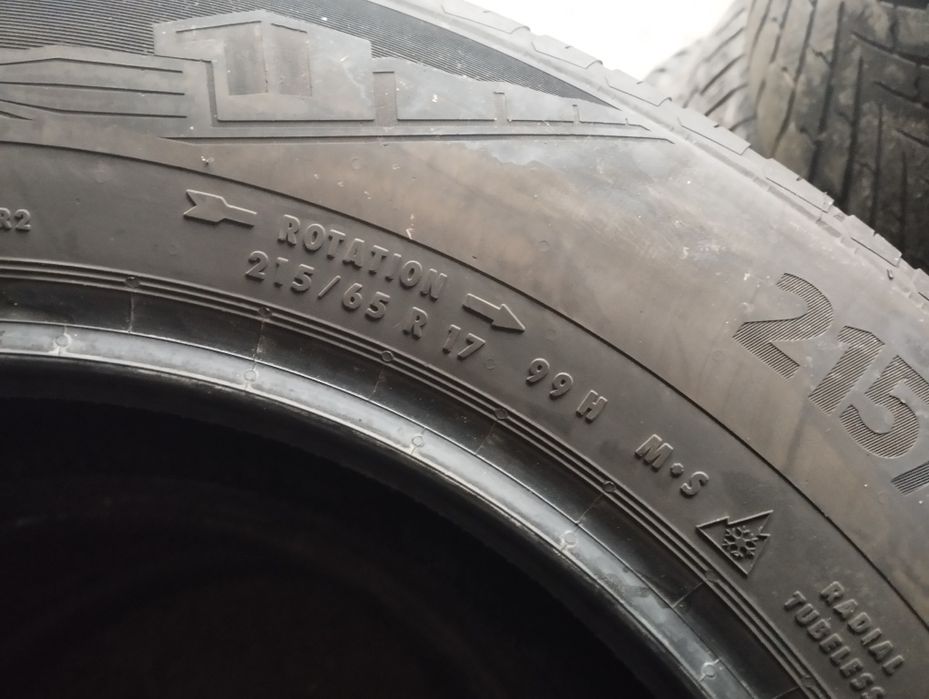 R2
ROTATION
215/65 R 17 99 H M•S
RADIAL
TUBELESS
215/